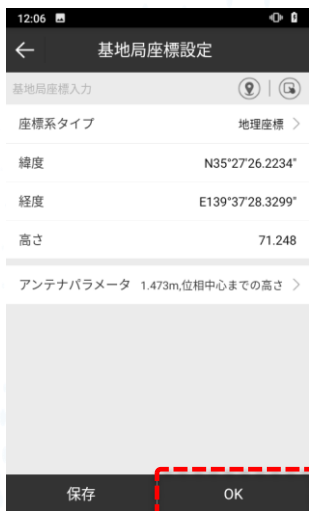 12:06
基地局座標設定
基地局座標入力
座標系タイプ 地理座標
緯度 N35°27'26.2234"
経度 E139°37'28.3299"
高さ 71.248
アンテナパラメータ 1.473m,位相中心までの高さ
保存 OK